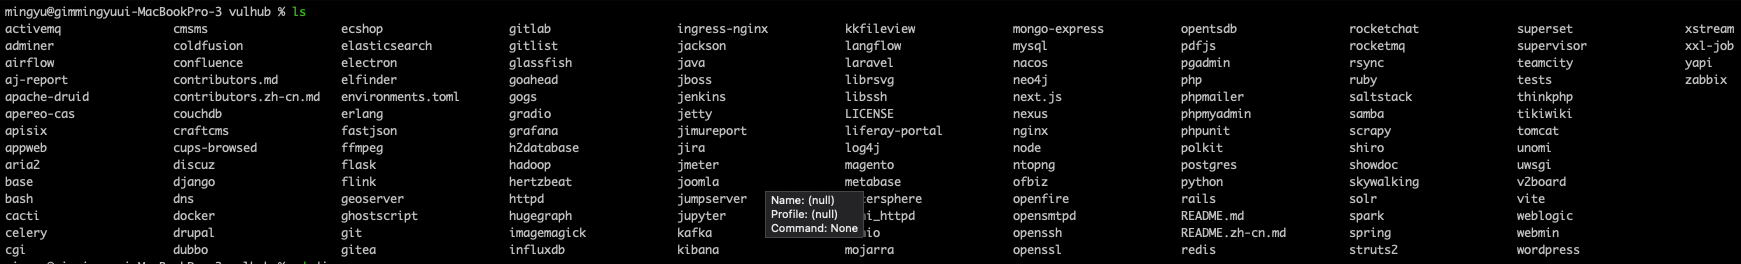 mingyu@gimmingyuui-MacBookPro-3 vulhub % ls
activemq cmsms ecshop gitlab ingress-nginx kkfileview mongo-express opentsdb rocketchat superset xstream
adminer coldfusion elasticsearch gitlist jackson langflow mysql pdfjs rocketmq supervisor xxl-job
airflow confluence electron glassfish java laravel nacos pgadmin rsync teamcity yapi
aj-report contributors.md elfinder goahead jboss librsvg neo4j php ruby tests zabbix
apache-druid contributors.zh-cn.md environments.toml gogs jenkins libssh next.js phpmailer saltstack thinkphp
apereo-cas couchdb erlang gradio jetty LICENSE nexus phpmyadmin samba tikiwiki
apisix craftcms fastjson grafana jimureport liferay-portal nginx phpunit scrapy tomcat
appweb cups-browsed ffmpeg h2database jira log4j node polkit shiro unomi
aria2 discuz flask hadoop jmeter magento ntopng postgres showdoc uwsgi
base django flink hertzbeat joomla metabase ofbiz python skywalking v2board
bash dns geoserver httpd jumpserver tersphere openfire rails solr vite
cacti docker ghostscript hugegraph jupyter i_httpd opensmtpd README.md spark weblogic
celery drupal git imagemagick kafka io openssh README.zh-cn.md spring webmin
cgi dubbo gitea influxdb kibana mojarra openssl redis struts2 wordpress
Name: (null)
Profile: (null)
Command: None